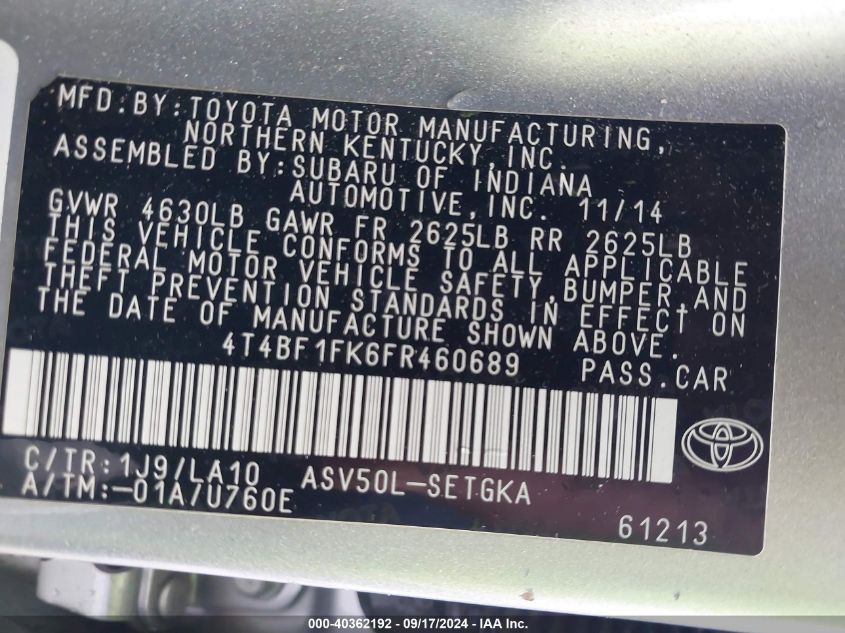 MFD.BY:TOYOTA MOTOR MANUFACTURING,
NORTHERN KENTUCKY,INC.
ASSEMBLED BY:SUBARU OF INDIANA
AUTOMOTIVE,INC. 11/14
GVWR 4630LB GAWR FR 2625LB RR 2625LB
THIS VEHICLE CONFORMS TO ALL APPLICABLE
FEDERAL MOTOR VEHICLE SAFETY,BUMPER,AND
THEFT PREVENTION STANDARDS IN EFFECT ON
THE DATE OF MANUFACTURE SHOWN ABOVE.
4T4BF1FK6FR460689 PASS.CAR
C/TR:1J9/LA10 ASV50L-SETGKA
A/TM:-01A/U760E
61213
000-40362192 - 09/17/2024 - IAA Inc.